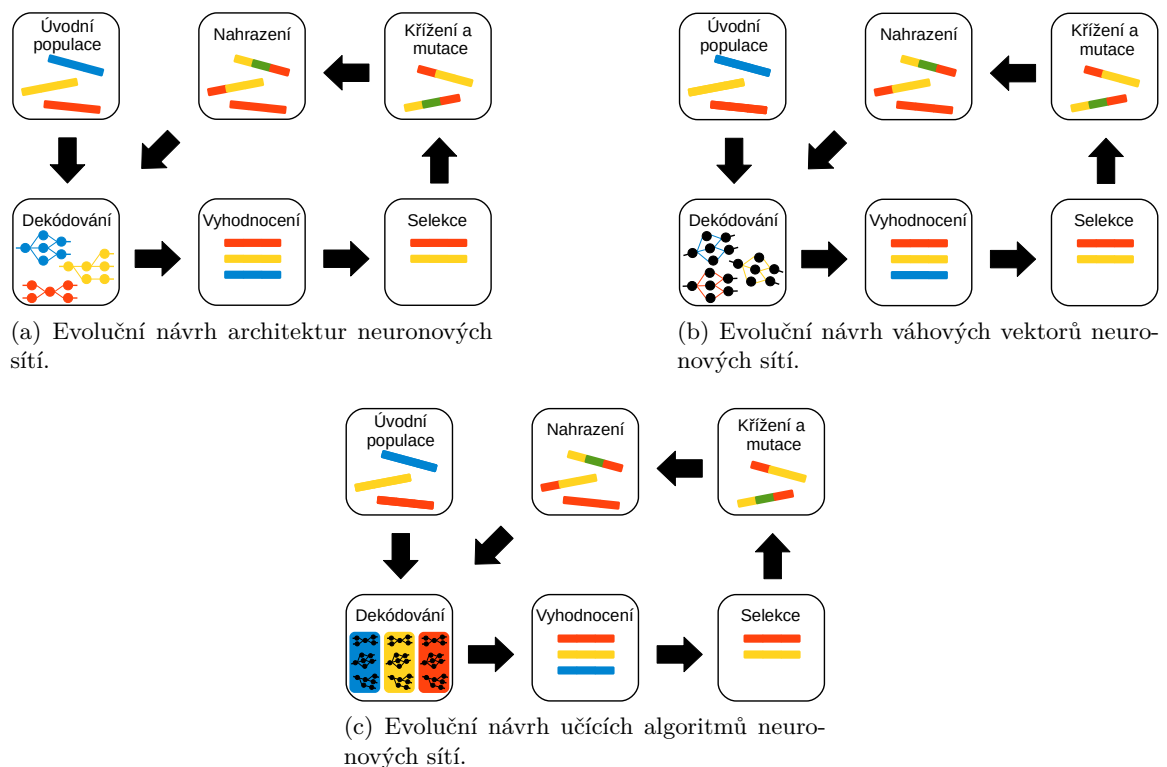 Úvodní
populace
Nahrazení
Křížení a
mutace
Dekódování
Vyhodnocení
Selekce
(a) Evoluční návrh architektur neuronových
sítí.
Úvodní
populace
Nahrazení
Křížení a
mutace
Dekódování
Vyhodnocení
Selekce
(b) Evoluční návrh váhových vektorů neuro-
nových sítí.
Úvodní
populace
Nahrazení
Křížení a
mutace
Dekódování
Vyhodnocení
Selekce
(c) Evoluční návrh učících algoritmů neuro-
nových sítí.